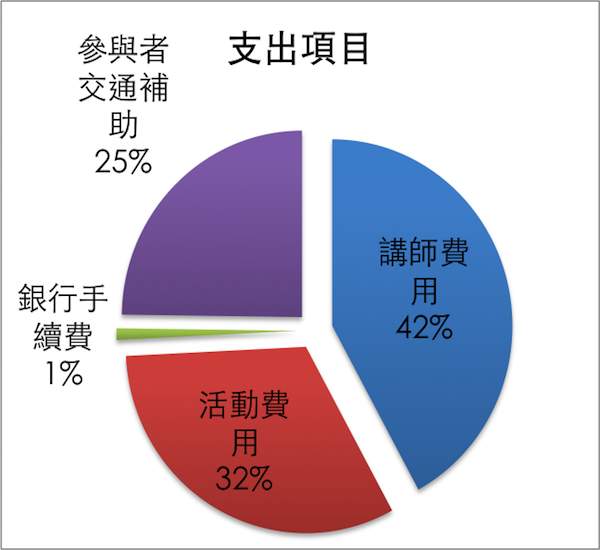 支出項目
參與者
交通補
助
25%
講師費
用
42%
銀行手
續費
1%
活動費
用
32%